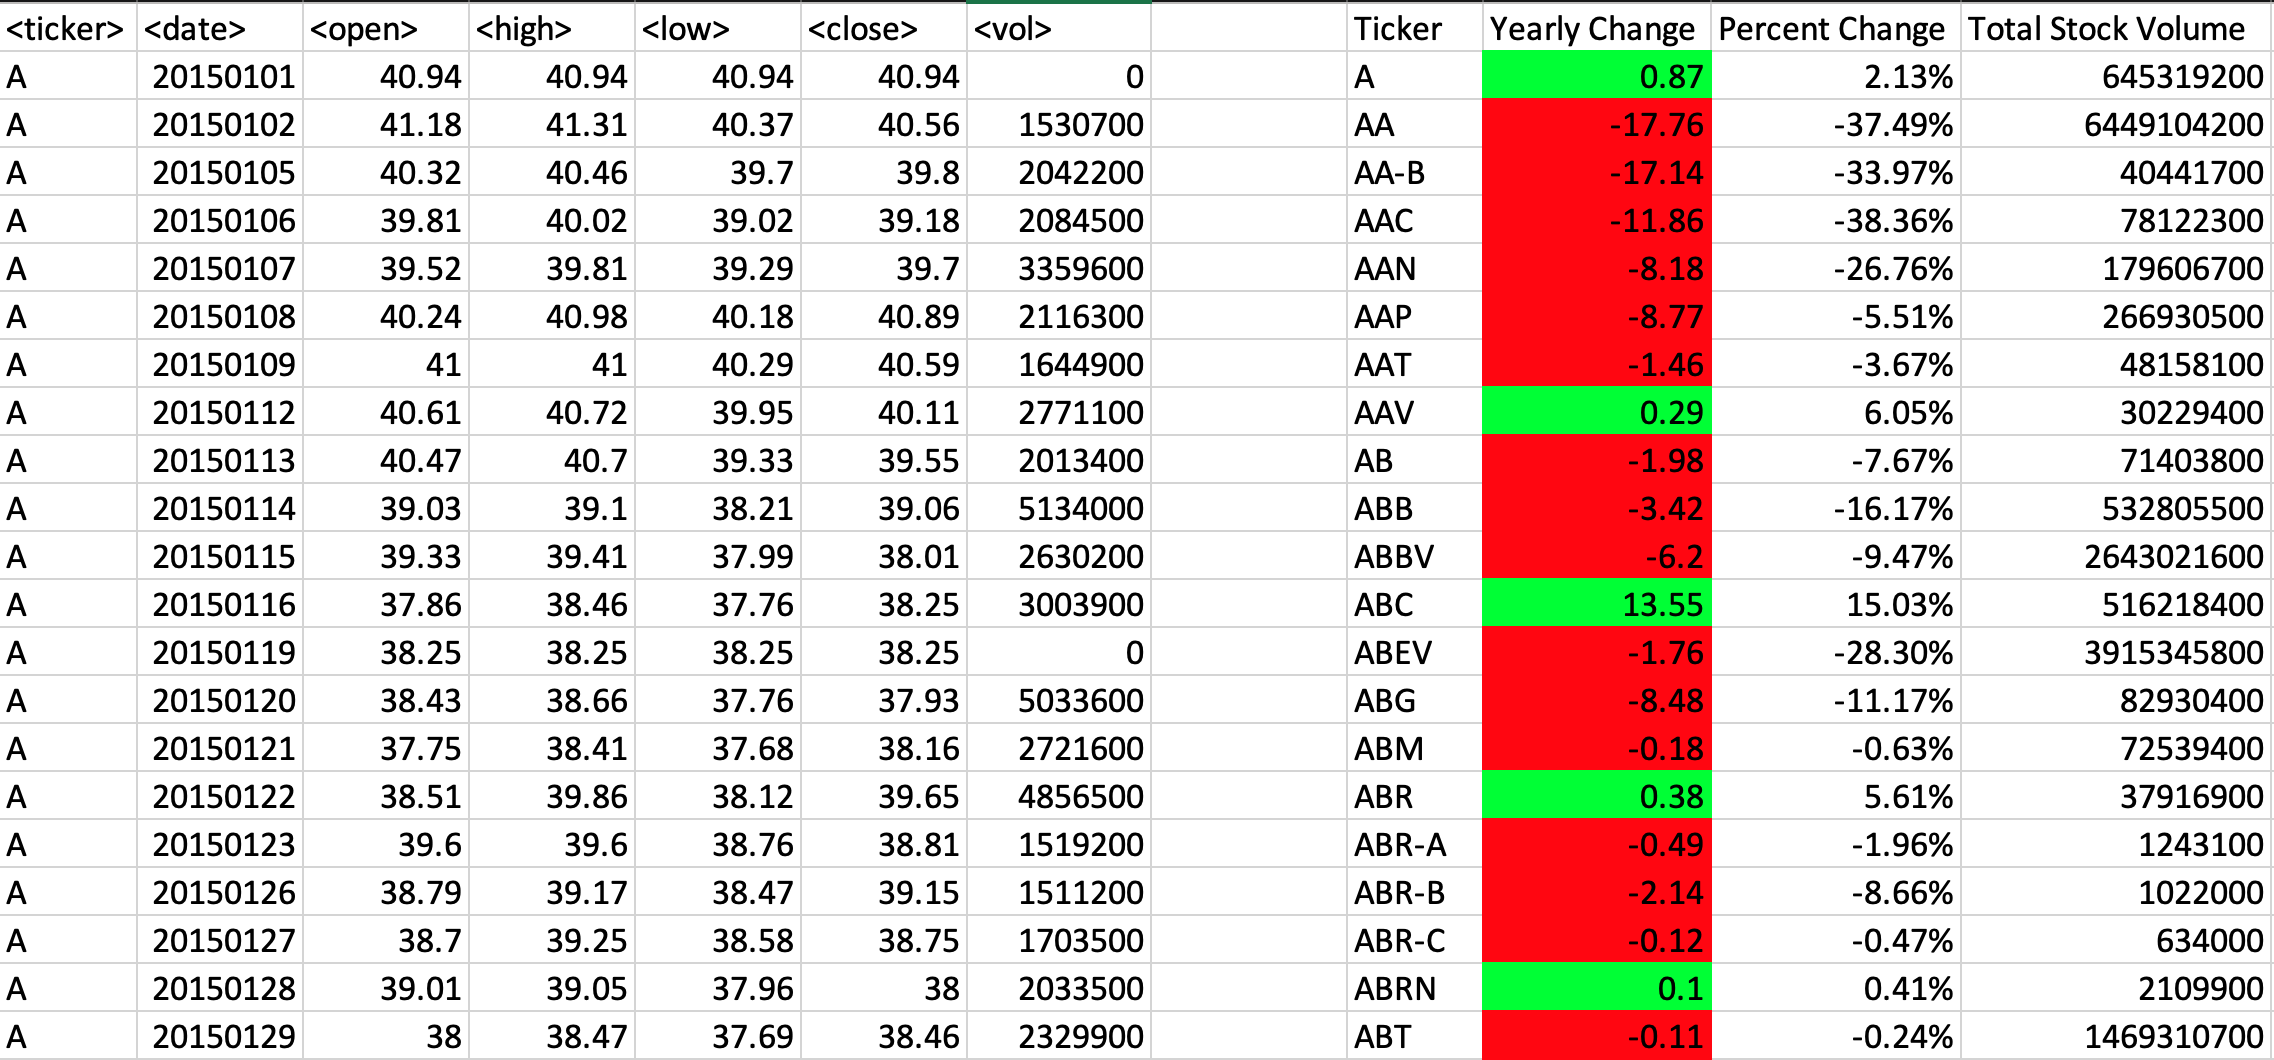 <ticker> <date> <open> <high> <low> <close> <vol> Ticker Yearly Change Percent Change Total Stock Volume
A 20150101 40.94 40.94 40.94 40.94 0 A 0.87 2.13% 645319200
A 20150102 41.18 41.31 40.37 40.56 1530700 AA -17.76 -37.49% 6449104200
A 20150105 40.32 40.46 39.7 39.8 2042200 AA-B -17.14 -33.97% 40441700
A 20150106 39.81 40.02 39.02 39.18 2084500 AAC -11.86 -38.36% 78122300
A 20150107 39.52 39.81 39.29 39.7 3359600 AAN -8.18 -26.76% 179606700
A 20150108 40.24 40.98 40.18 40.89 2116300 AAP -8.77 -5.51% 266930500
A 20150109 41 41 40.29 40.59 1644900 AAT -1.46 -3.67% 48158100
A 20150112 40.61 40.72 39.95 40.11 2771100 AAV 0.29 6.05% 30229400
A 20150113 40.47 40.7 39.33 39.55 2013400 AB -1.98 -7.67% 71403800
A 20150114 39.03 39.1 38.21 39.06 5134000 ABB -3.42 -16.17% 532805500
A 20150115 39.33 39.41 37.99 38.01 2630200 ABBV -6.2 -9.47% 2643021600
A 20150116 37.86 38.46 37.76 38.25 3003900 ABC 13.55 15.03% 516218400
A 20150119 38.25 38.25 38.25 38.25 0 ABEV -1.76 -28.30% 3915345800
A 20150120 38.43 38.66 37.76 37.93 5033600 ABG -8.48 -11.17% 82930400
A 20150121 37.75 38.41 37.68 38.16 2721600 ABM -0.18 -0.63% 72539400
A 20150122 38.51 39.86 38.12 39.65 4856500 ABR 0.38 5.61% 37916900
A 20150123 39.6 39.6 38.76 38.81 1519200 ABR-A -0.49 -1.96% 1243100
A 20150126 38.79 39.17 38.47 39.15 1511200 ABR-B -2.14 -8.66% 1022000
A 20150127 38.7 39.25 38.58 38.75 1703500 ABR-C -0.12 -0.47% 634000
A 20150128 39.01 39.05 37.96 38 2033500 ABRN 0.1 0.41% 2109900
A 20150129 38 38.47 37.69 38.46 2329900 ABT -0.11 -0.24% 1469310700